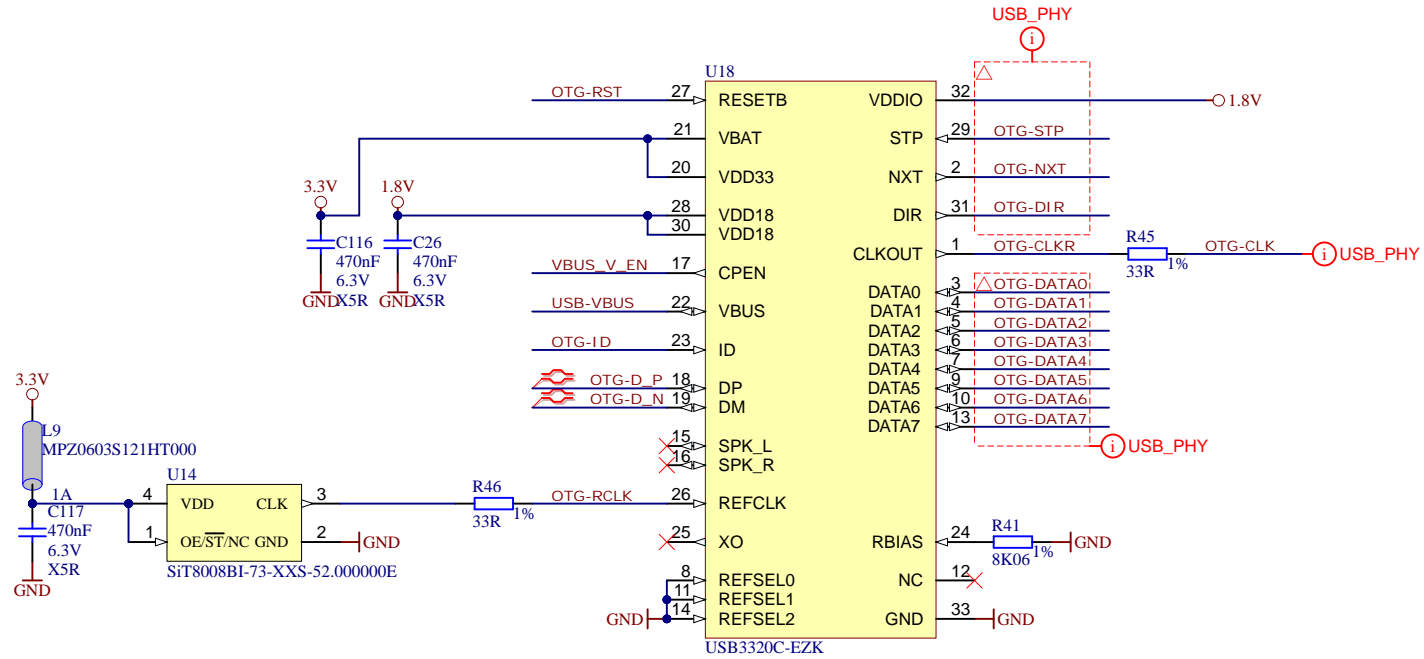 USB_PHY
i
U18
OTG-RST 27 RESETB VDDIO 32 1.8V
21 VBAT STP 29 OTG-STP
20 VDD33 NXT 2 OTG-NXT
3.3V 1.8V
28 VDD18 DIR 31 OTG-DIR
30 VDD18
C116 C26
470nF 470nF
6.3V 6.3V
X5R X5R
GND GND
CLKOUT 1 OTG-CLKR R45 OTG-CLK i USB_PHY
33R 1%
VBUS_V_EN 17 CPEN
DATA0 3 OTG-DATA0
USB-VBUS 22 VBUS DATA1 4 OTG-DATA1
DATA2 5 OTG-DATA2
OTG-ID 23 ID DATA3 6 OTG-DATA3
DATA4 7 OTG-DATA4
OTG-D_P 18 DP DATA5 9 OTG-DATA5
OTG-D_N 19 DM DATA6 10 OTG-DATA6
DATA7 13 OTG-DATA7
i USB_PHY
15 SPK_L
16 SPK_R
3.3V
L9
MPZ0603S121HT000
1A
C117
470nF
6.3V
X5R
GND
U14
4 VDD CLK 3
1 OE/ST/NC GND 2 GND
SiT8008BI-73-XXS-52.000000E
R46
33R 1%
OTG-RCLK 26 REFCLK
25 XO RBIAS 24 R41 GND
8K06 1%
8 REFSEL0 NC 12
11 REFSEL1
GND 14 REFSEL2 GND 33 GND
USB3320C-EZK